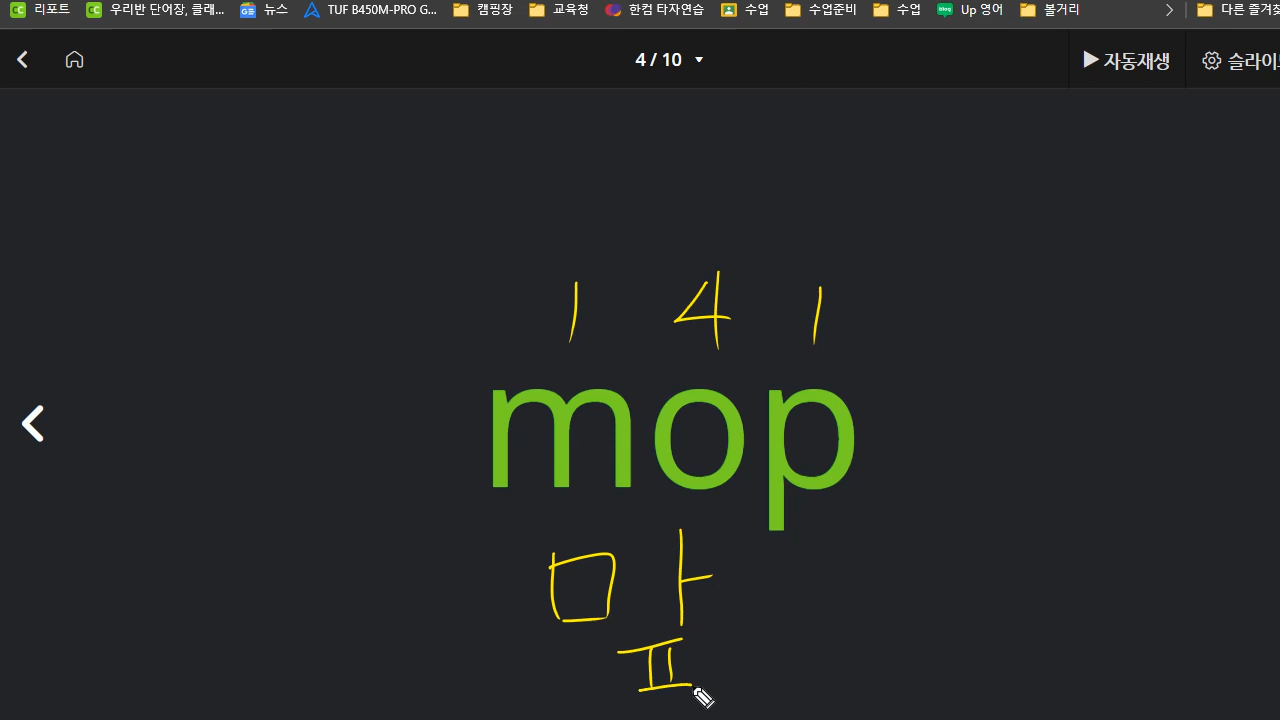 리포트 우리반 단어장, 클래... 뉴스 TUF B450M-PRO G... 캠핑장 교육청 한컴 타자연습 수업 수업준비 수업 Up 영어 볼거리 다른 즐겨찾
4 / 10 자동재생 슬라이드
1 4 1
mop
맢